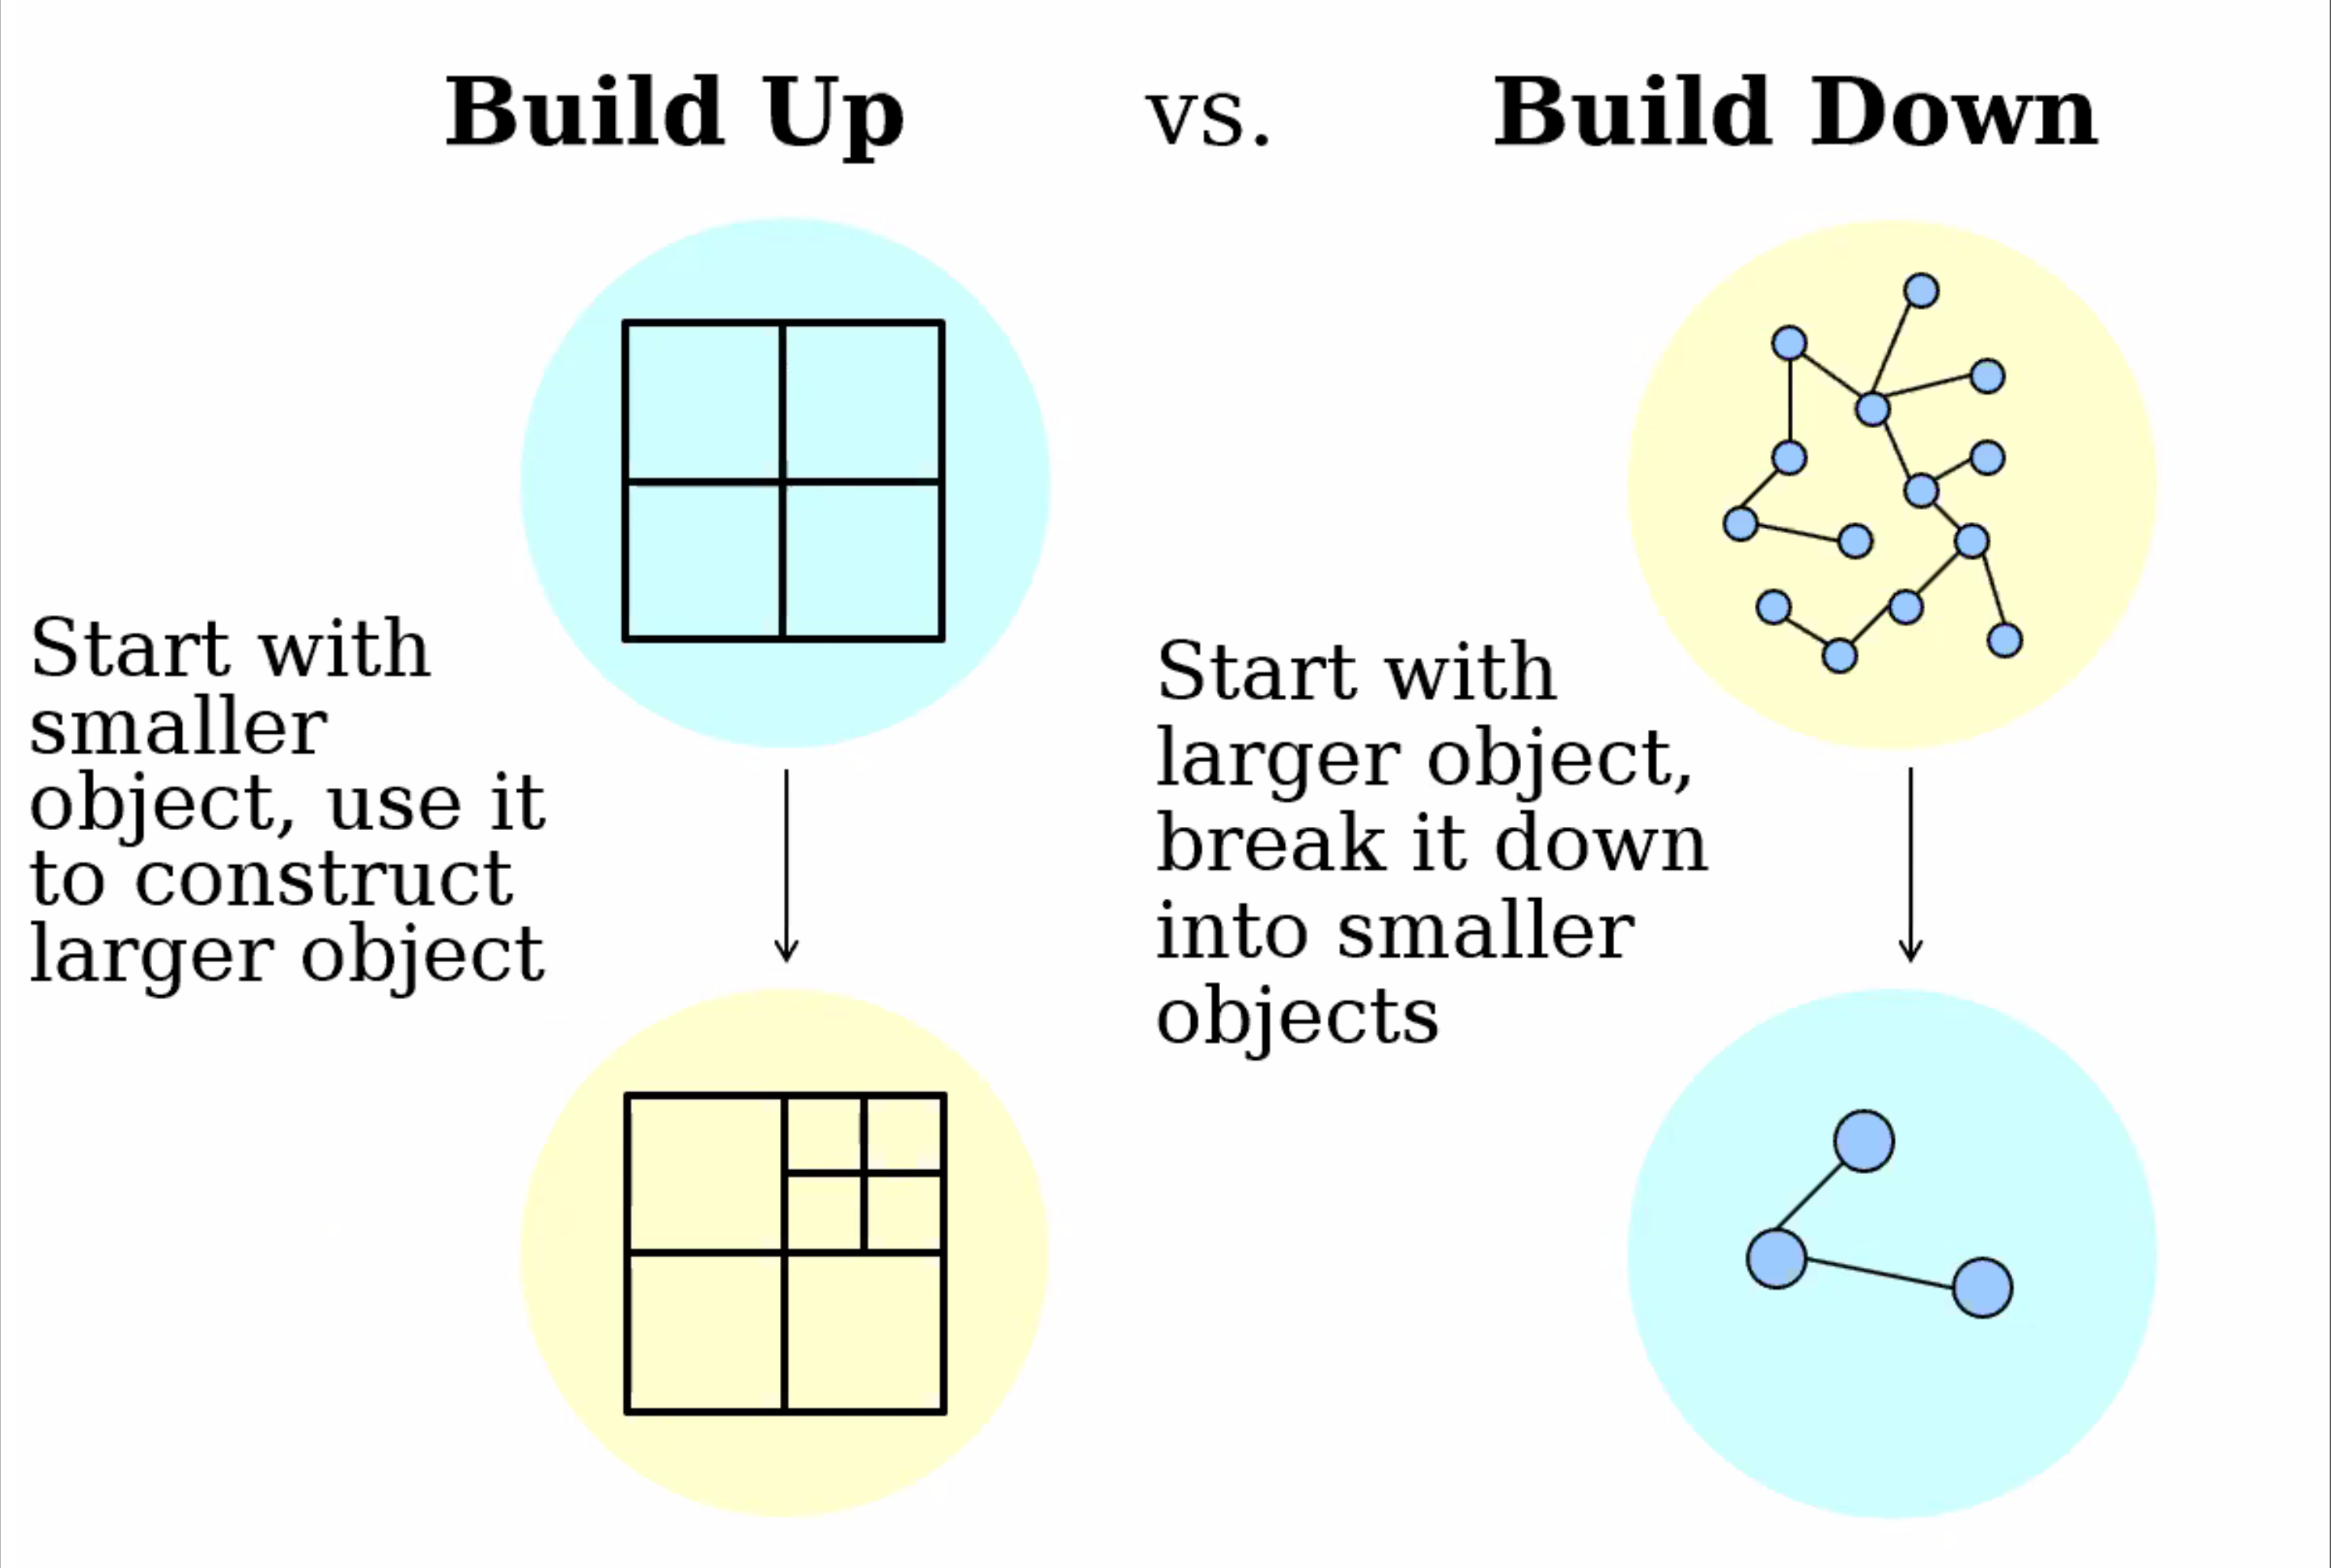 Build Up vs. Build Down
Start with
smaller
object, use it
to construct
larger object
Start with
larger object,
break it down
into smaller
objects